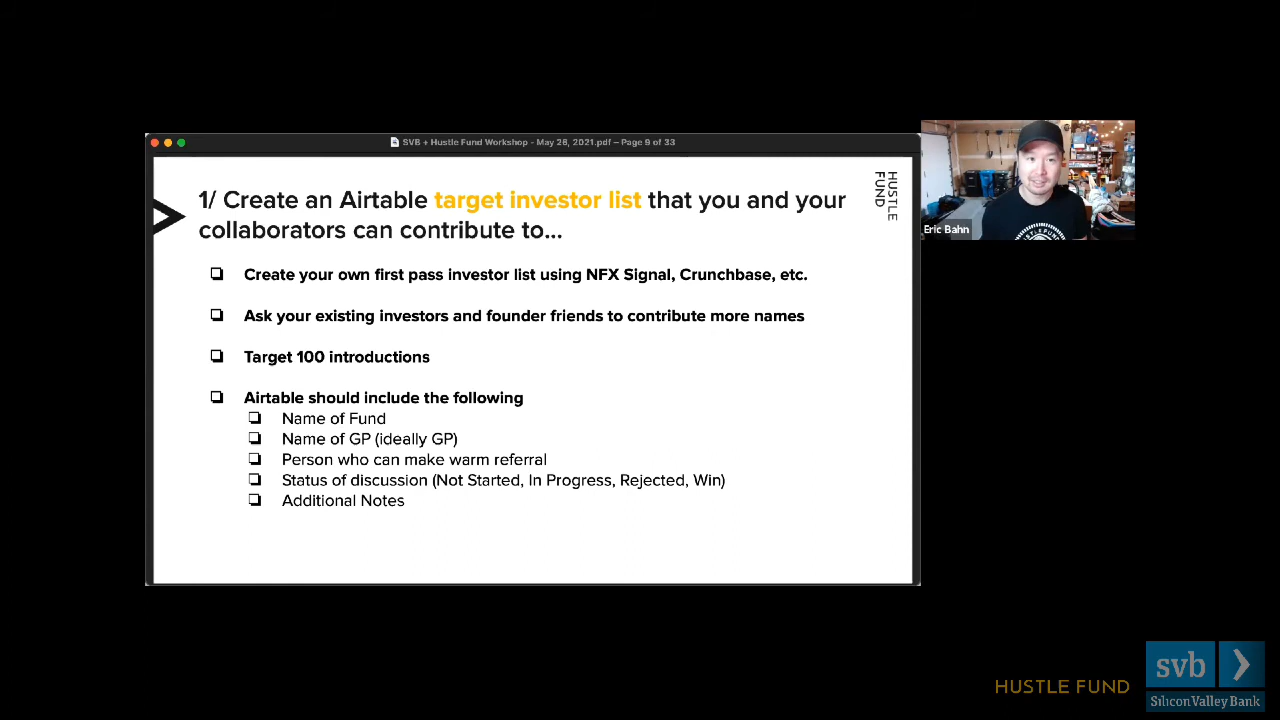 SVB + Hustle Fund Workshop - May 28, 2021.pdf – Page 9 of 33
1/ Create an Airtable target investor list that you and your
collaborators can contribute to...
HUSTLE
FUND
❏ Create your own first pass investor list using NFX Signal, Crunchbase, etc.
❏ Ask your existing investors and founder friends to contribute more names
❏ Target 100 introductions
❏ Airtable should include the following
❏ Name of Fund
❏ Name of GP (ideally GP)
❏ Person who can make warm referral
❏ Status of discussion (Not Started, In Progress, Rejected, Win)
❏ Additional Notes
Eric Bahn
HUSTLE FUND
svb
Silicon Valley Bank